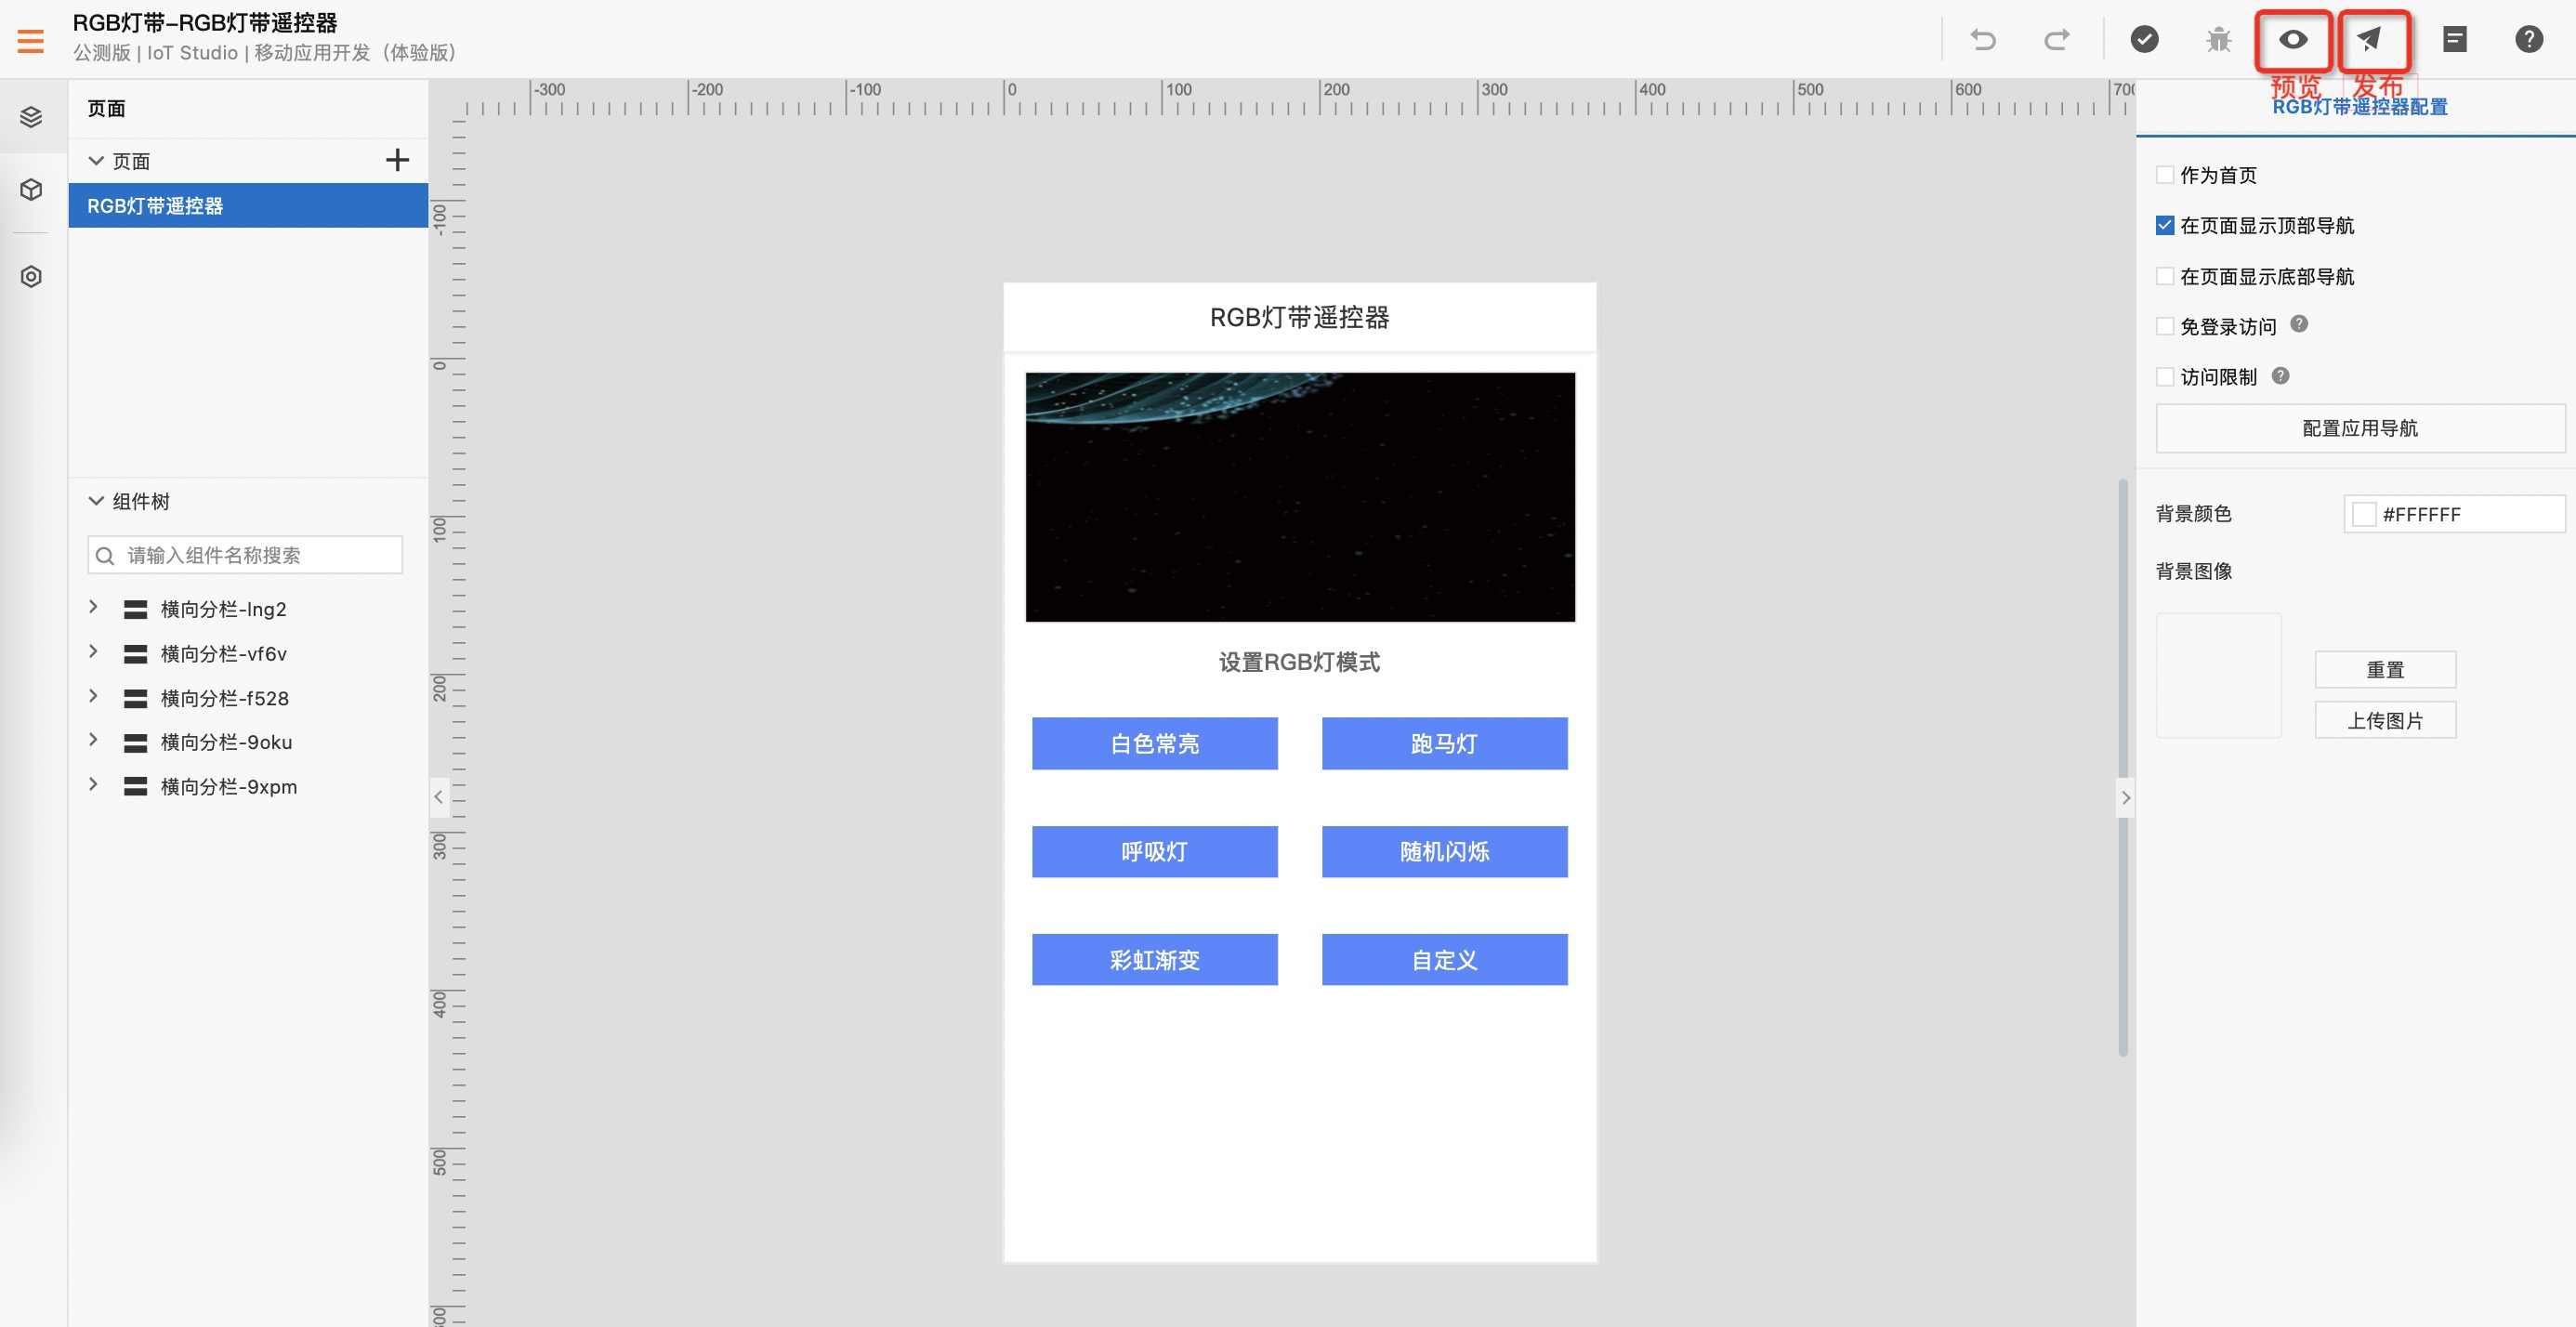 RGB灯带-RGB灯带遥控器
公测版 | IoT Studio | 移动应用开发（体验版）
预览
发布
页面
页面
RGB灯带遥控器
组件树
请输入组件名称搜索
横向分栏-lng2
横向分栏-vf6v
横向分栏-f528
横向分栏-9oku
横向分栏-9xpm
-300
-200
-100
0
100
200
300
400
500
600
700
-100
0
100
200
300
400
500
RGB灯带遥控器
设置RGB灯模式
白色常亮
跑马灯
呼吸灯
随机闪烁
彩虹渐变
自定义
RGB灯带遥控器配置
作为首页
在页面显示顶部导航
在页面显示底部导航
免登录访问
访问限制
配置应用导航
背景颜色
#FFFFFF
背景图像
重置
上传图片